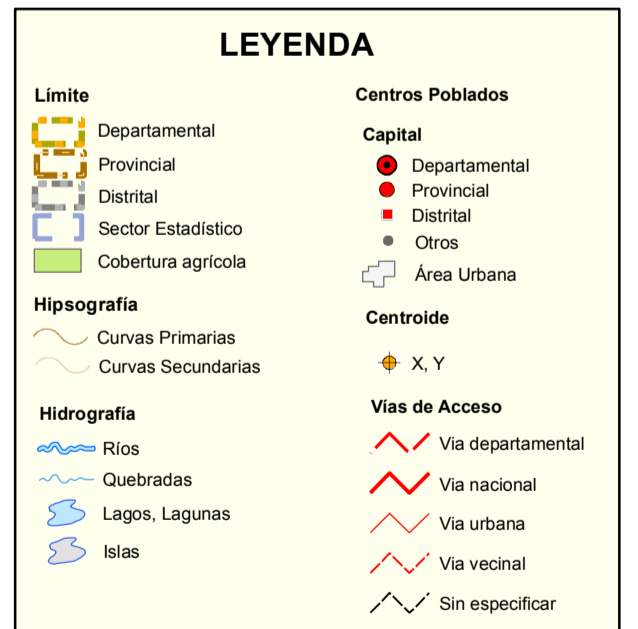 LEYENDA
Límite
Departamental
Provincial
Distrital
Sector Estadístico
Cobertura agrícola
Hipsografía
Curvas Primarias
Curvas Secundarias
Hidrografía
Ríos
Quebradas
Lagos, Lagunas
Islas
Centros Poblados
Capital
Departamental
Provincial
Distrital
Otros
Área Urbana
Centroide
X, Y
Vías de Acceso
Via departamental
Via nacional
Via urbana
Via vecinal
Sin especificar